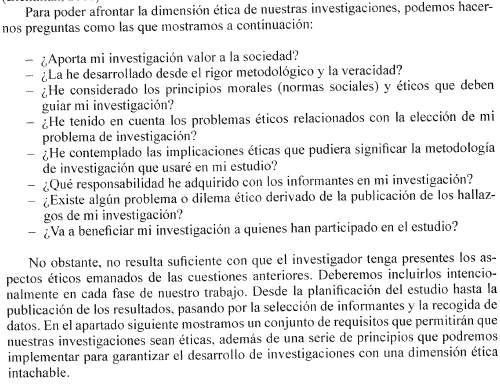 Para poder afrontar la dimensión ética de nuestras investigaciones, podemos hacer-
nos preguntas como las que mostramos a continuación:
– ¿Aporta mi investigación valor a la sociedad?
– ¿La he desarrollado desde el rigor metodológico y la veracidad?
– ¿He considerado los principios morales (normas sociales) y éticos que deben
guiar mi investigación?
– ¿He tenido en cuenta los problemas éticos relacionados con la elección de mi
problema de investigación?
– ¿He contemplado las implicaciones éticas que pudiera significar la metodología
de investigación que usaré en mi estudio?
– ¿Qué responsabilidad he adquirido con los informantes en mi investigación?
– ¿Existe algún problema o dilema ético derivado de la publicación de los hallaz-
gos de mi investigación?
– ¿Va a beneficiar mi investigación a quienes han participado en el estudio?
No obstante, no resulta suficiente con que el investigador tenga presentes los as-
pectos éticos emanados de las cuestiones anteriores. Deberemos incluirlos intencio-
nalmente en cada fase de nuestro trabajo. Desde la planificación del estudio hasta la
publicación de los resultados, pasando por la selección de informantes y la recogida de
datos. En el apartado siguiente mostramos un conjunto de requisitos que permitirán que
nuestras investigaciones sean éticas, además de una serie de principios que podremos
implementar para garantizar el desarrollo de investigaciones con una dimensión ética
intachable.